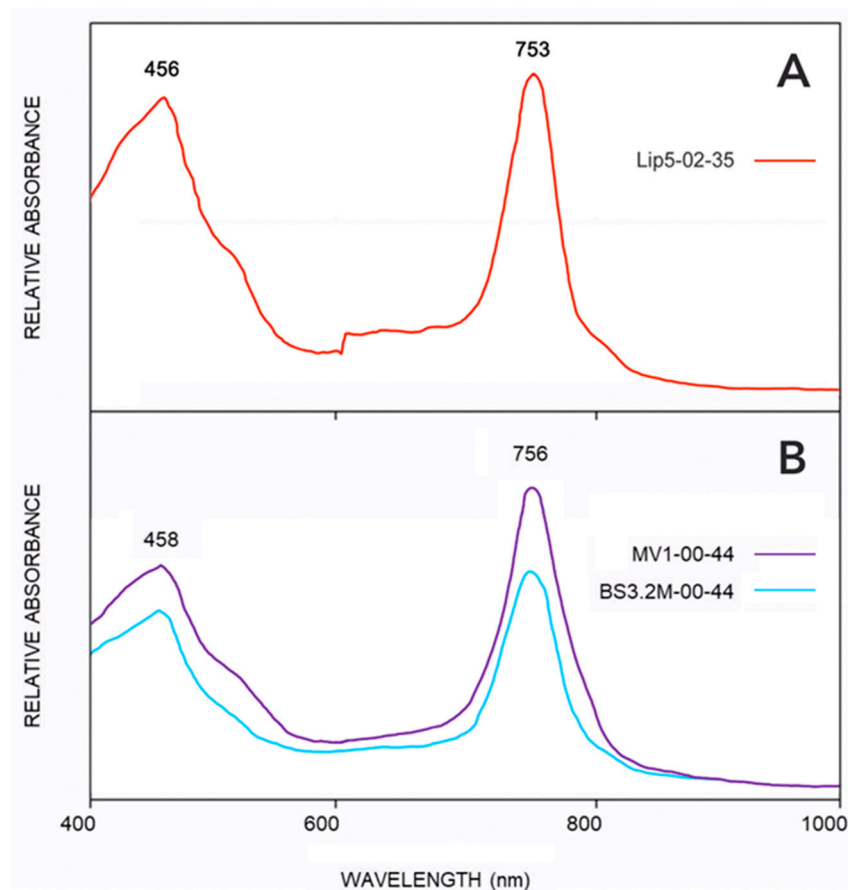 753
456
A
Lip5-02-35
RELATIVE ABSORBANCE
756
B
458
MV1-00-44
BS3.2M-00-44
RELATIVE ABSORBANCE
400 600 800 1000
WAVELENGTH (nm)